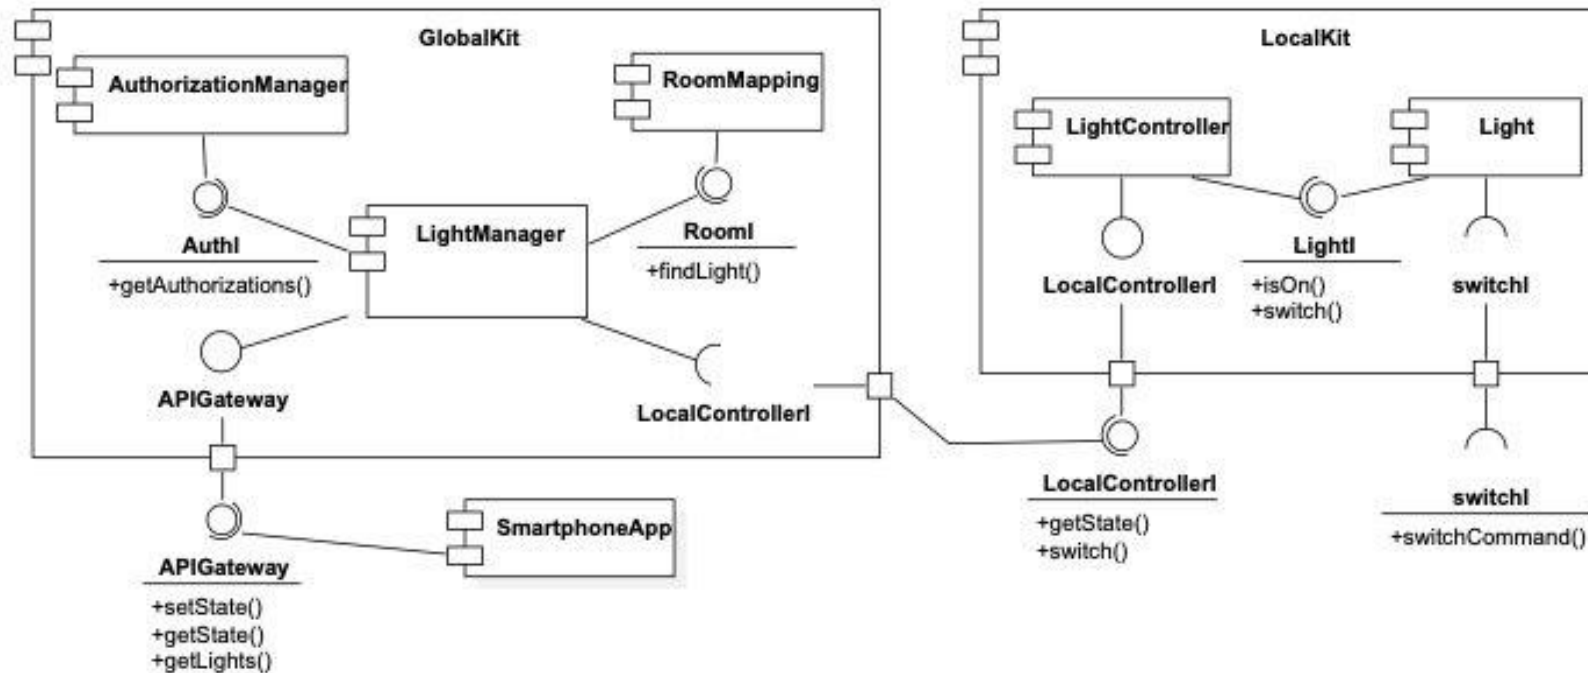 GlobalKit
AuthorizationManager
RoomMapping
AuthI
+getAuthorizations()
LightManager
RoomI
+findLight()
APIGateway
LocalControllerI
APIGateway
+setState()
+getState()
+getLights()
SmartphoneApp
LocalKit
LightController
Light
LocalControllerI
LightI
+isOn()
+switch()
switchI
LocalControllerI
+getState()
+switch()
switchI
+switchCommand()